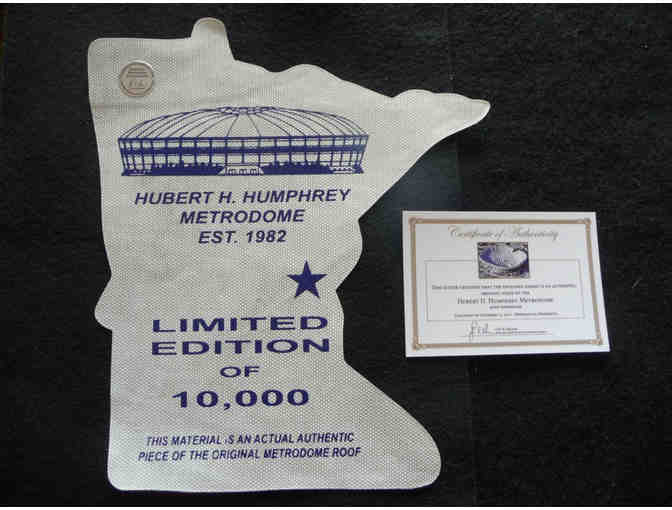 HUBERT H. HUMPHREY
METRODOME
EST. 1982
LIMITED
EDITION
OF
10,000
THIS MATERIAL IS AN ACTUAL AUTHENTIC
PIECE OF THE ORIGINAL METRODOME ROOF
Certificate of Authenticity
HUBERT H. HUMPHREY METRODOME